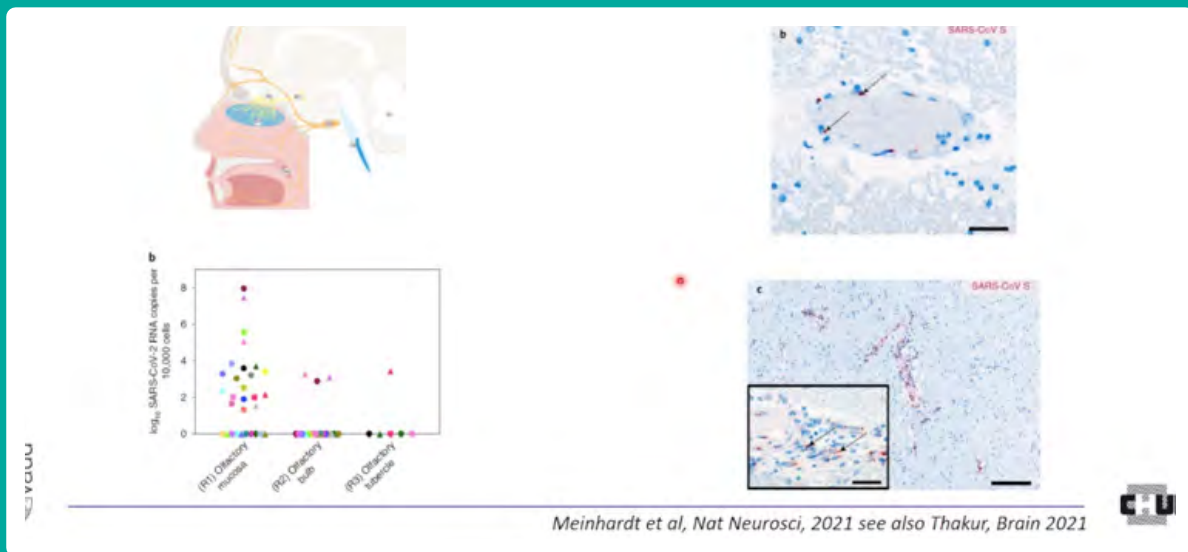 b
SARS-CoV S
b
log₁₀ SARS-CoV-2 RNA copies per
10,000 cells
8
6
4
2
0
(R1) Olfactory
mucosa
(R2) Olfactory
bulb
(R3) Olfactory
tubercle
c
SARS-CoV S
vaud
Meinhardt et al, Nat Neurosci, 2021 see also Thakur, Brain 2021
CHU